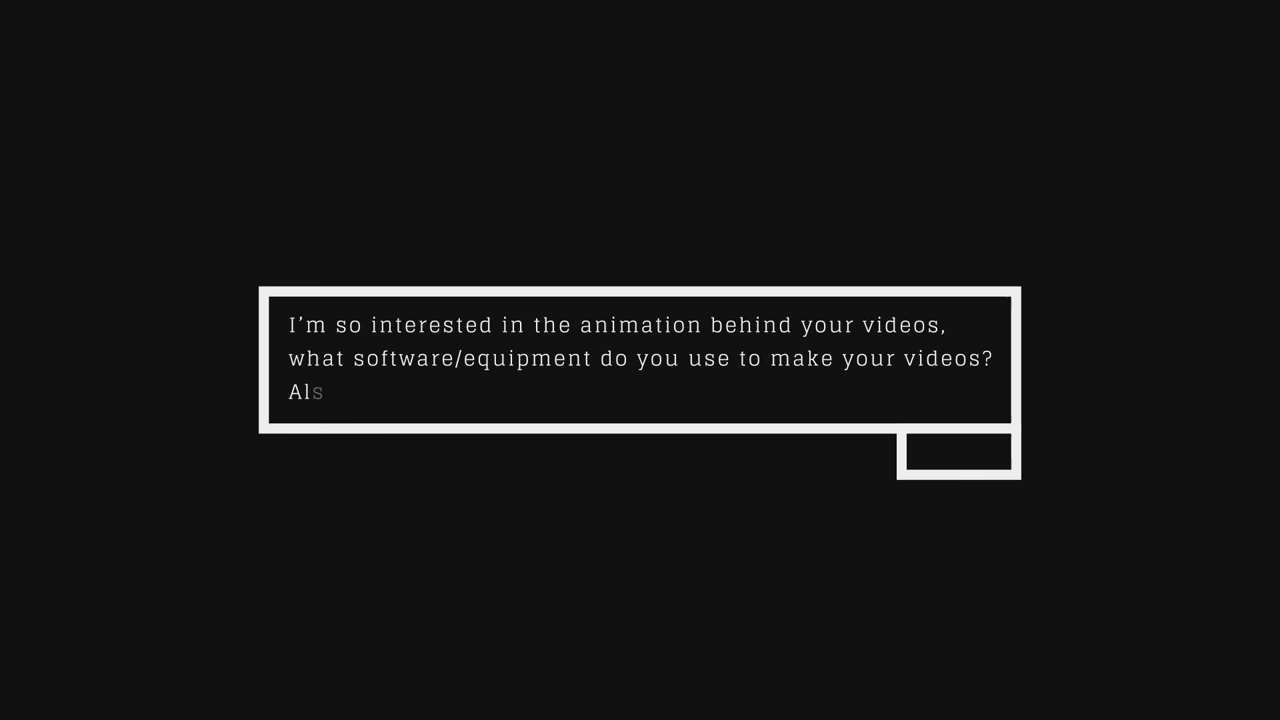 I’m so interested in the animation behind your videos,
what software/equipment do you use to make your videos?
Als